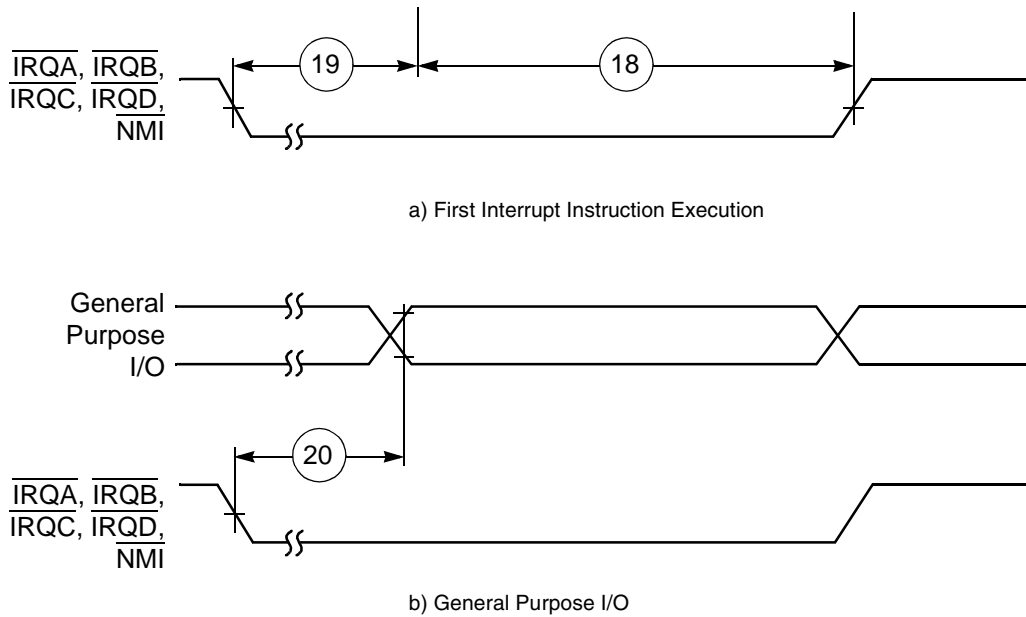 19
18
IRQA, IRQB,
IRQC, IRQD,
NMI
a) First Interrupt Instruction Execution
General
Purpose
I/O
20
IRQA, IRQB,
IRQC, IRQD,
NMI
b) General Purpose I/O